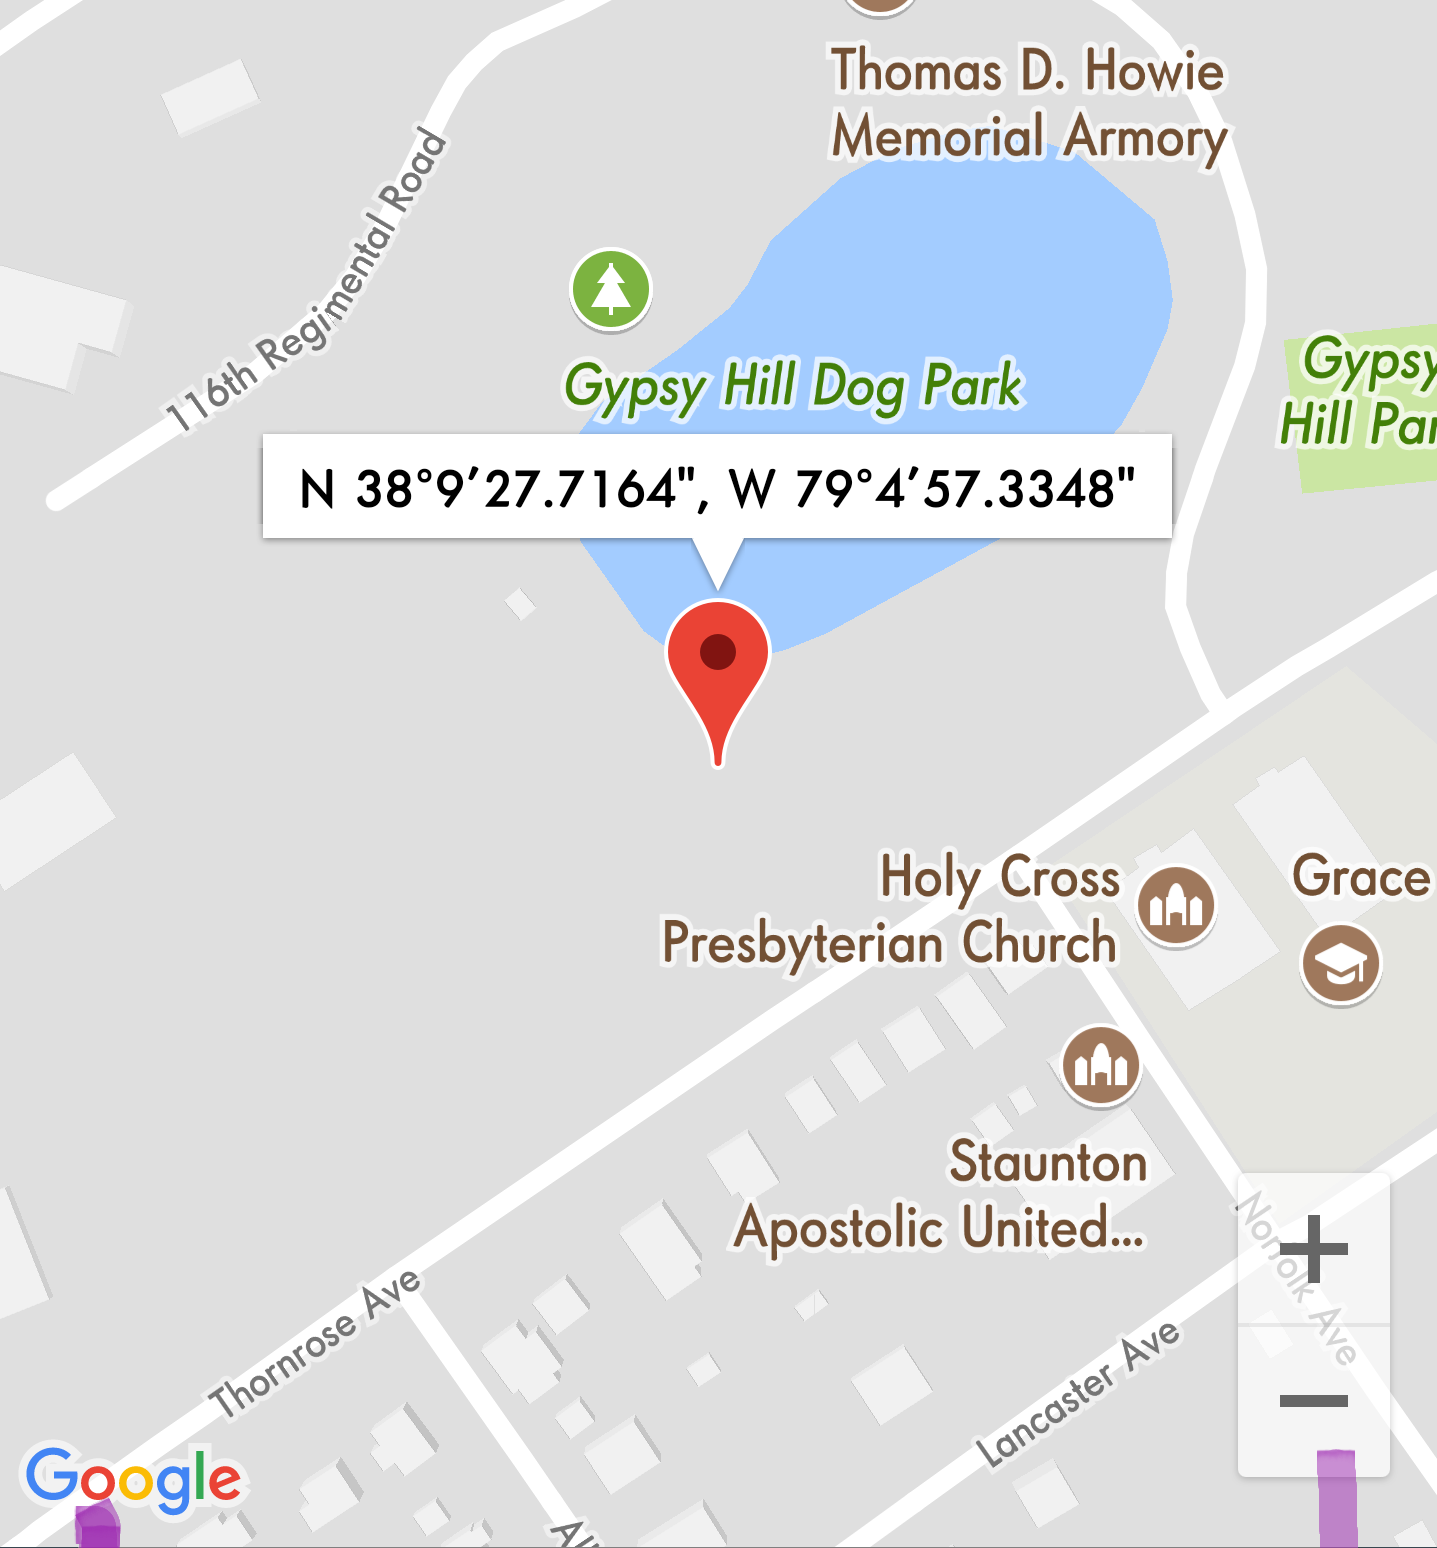 Thomas D. Howie
Memorial Armory
116th Regimental Road
Gypsy Hill Dog Park
Gypsy
Hill
N 38°9’27.7164", W 79°4’57.3348"
Holy Cross
Presbyterian Church
Grace
Staunton
Apostolic United...
Norfolk Ave
Thornrose Ave
Lancaster Ave
Google